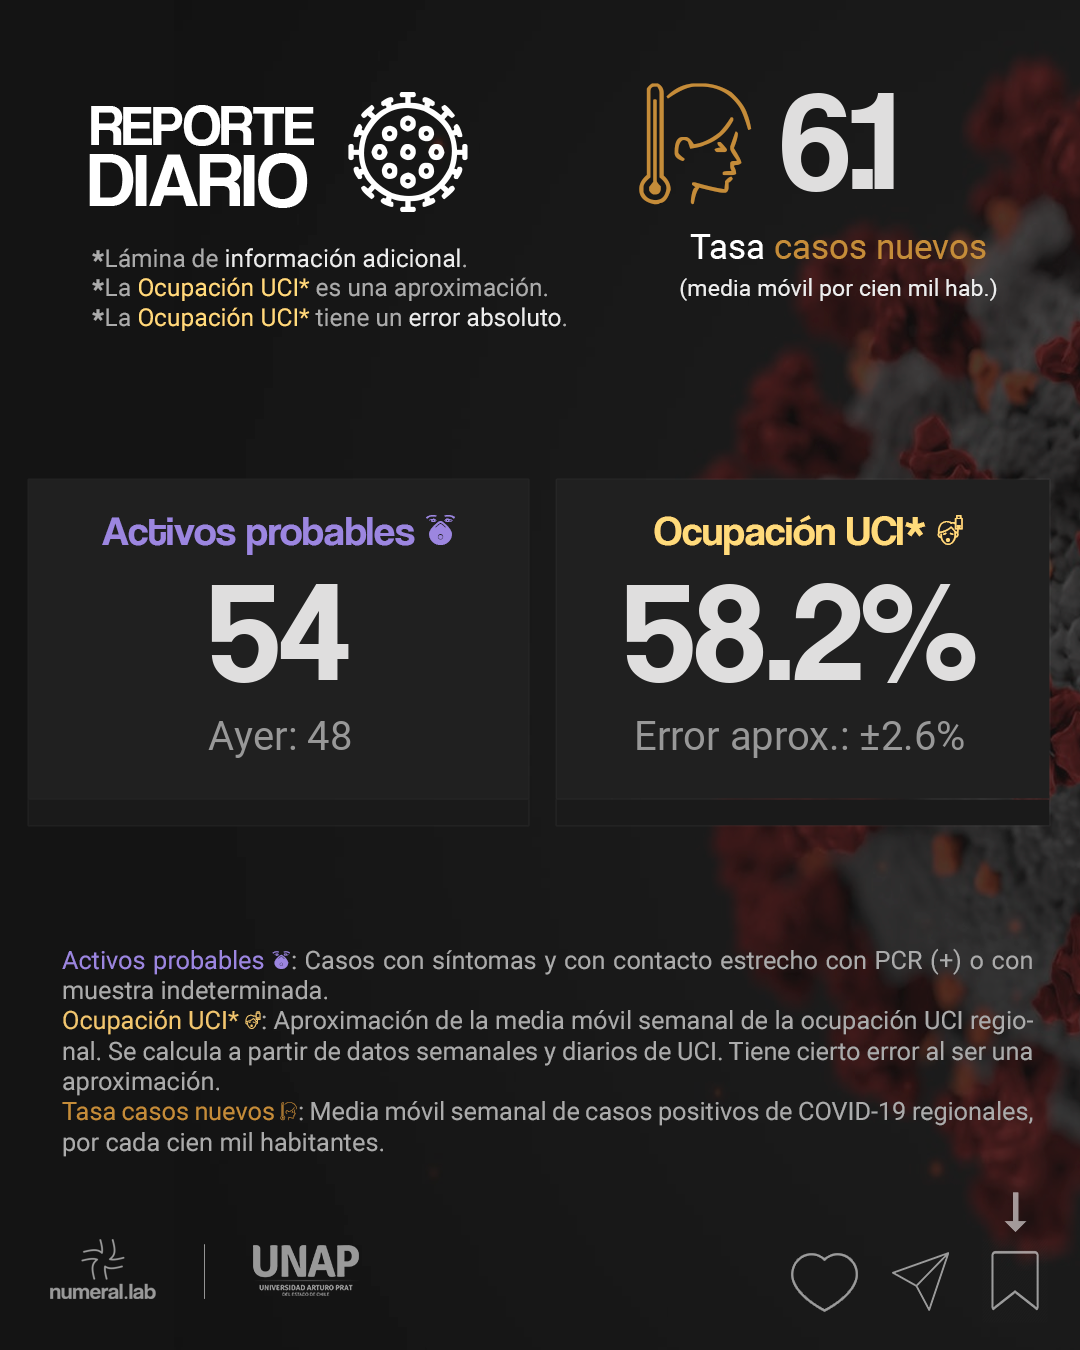 REPORTE
DIARIO
*Lámina de información adicional.
*La Ocupación UCI* es una aproximación.
*La Ocupación UCI* tiene un error absoluto.
6.1
Tasa casos nuevos
(media móvil por cien mil hab.)
Activos probables
54
Ayer: 48
Ocupación UCI*
58.2%
Error aprox.: ±2.6%
Activos probables : Casos con síntomas y con contacto estrecho con PCR (+) o con
muestra indeterminada.
Ocupación UCI* : Aproximación de la media móvil semanal de la ocupación UCI regio-
nal. Se calcula a partir de datos semanales y diarios de UCI. Tiene cierto error al ser una
aproximación.
Tasa casos nuevos : Media móvil semanal de casos positivos de COVID-19 regionales,
por cada cien mil habitantes.
numeral.lab
UNAP
UNIVERSIDAD ARTURO PRAT
DEL ESTADO DE CHILE